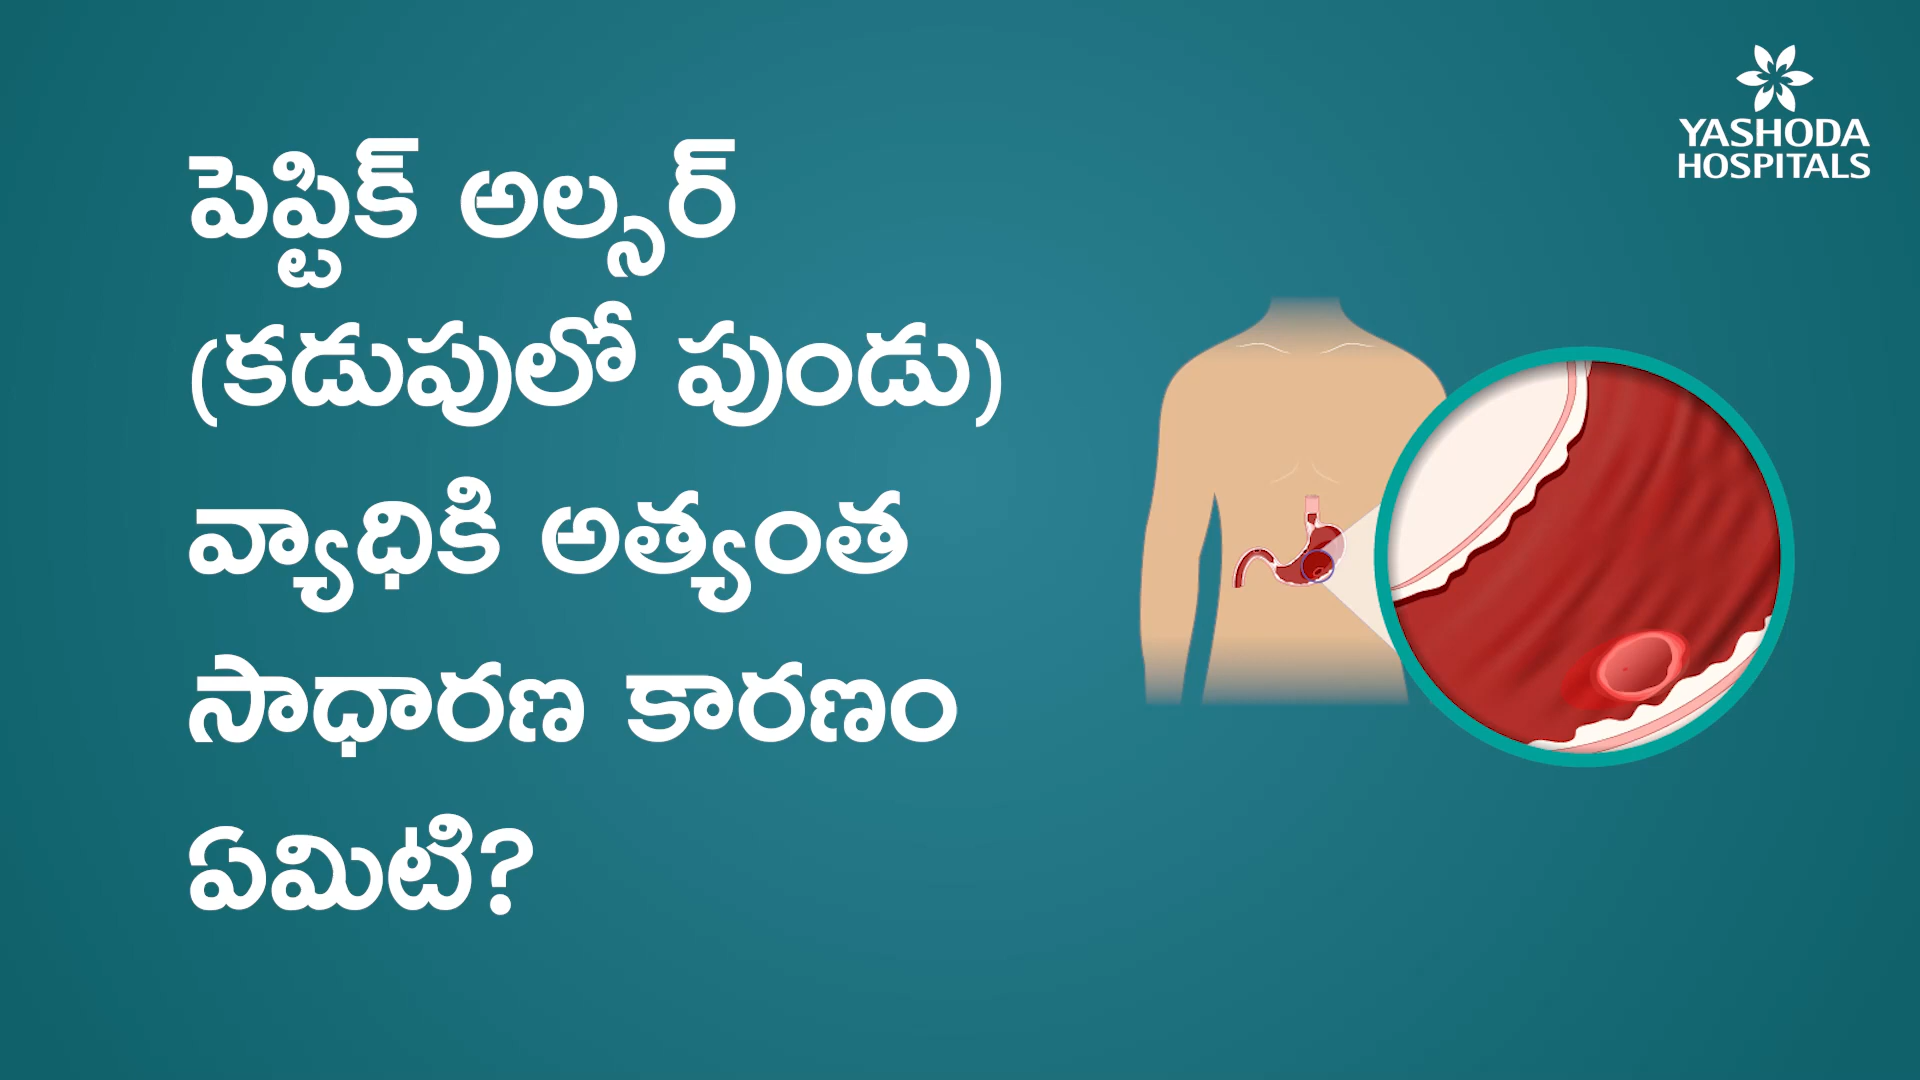 పెప్టిక్ అల్సర్
(కడుపులో పుండు)
వ్యాధికి అత్యంత
సాధారణ కారణం
ఏమిటి?
YASHODA
HOSPITALS